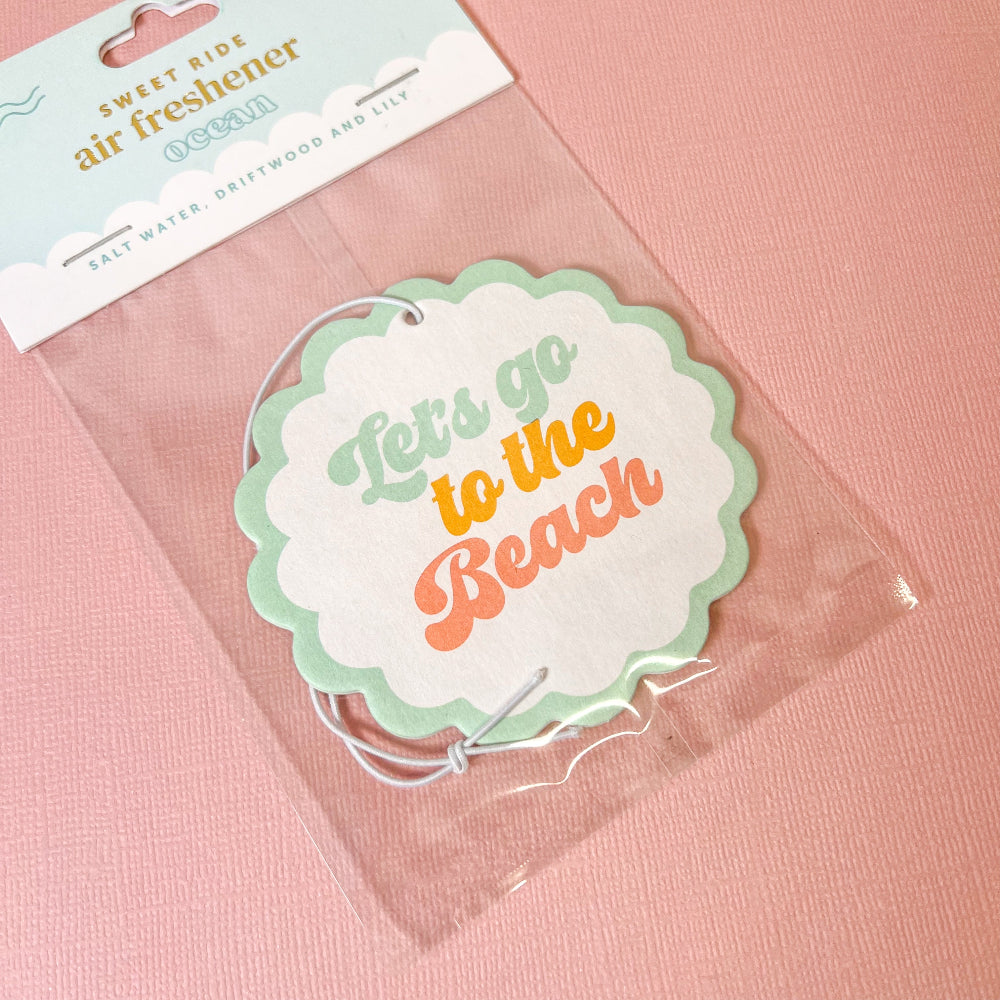 SWEET RIDE
air freshener
ocean
SALT WATER, DRIFTWOOD AND LILY
Let's go
to the
Beach